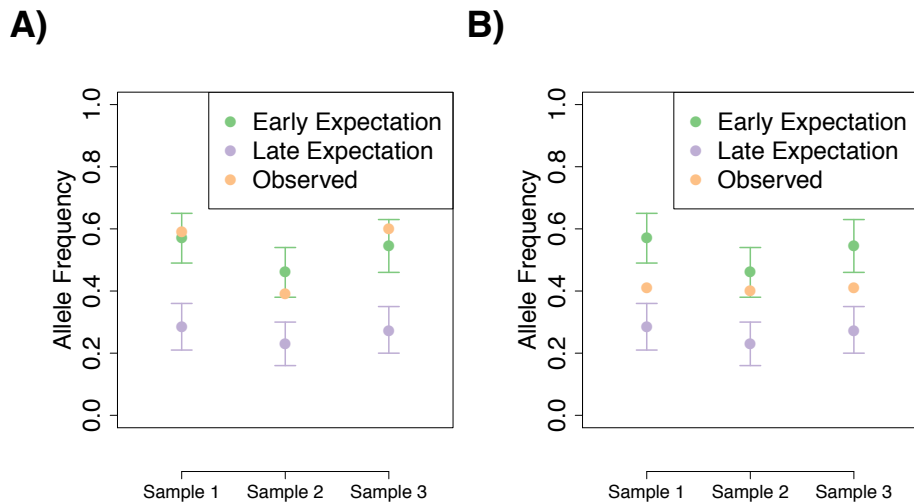 A)
Allele Frequency
1.0
0.8
0.6
0.4
0.2
0.0
Early Expectation
Late Expectation
Observed
Sample 1 Sample 2 Sample 3
B)
Allele Frequency
1.0
0.8
0.6
0.4
0.2
0.0
Early Expectation
Late Expectation
Observed
Sample 1 Sample 2 Sample 3